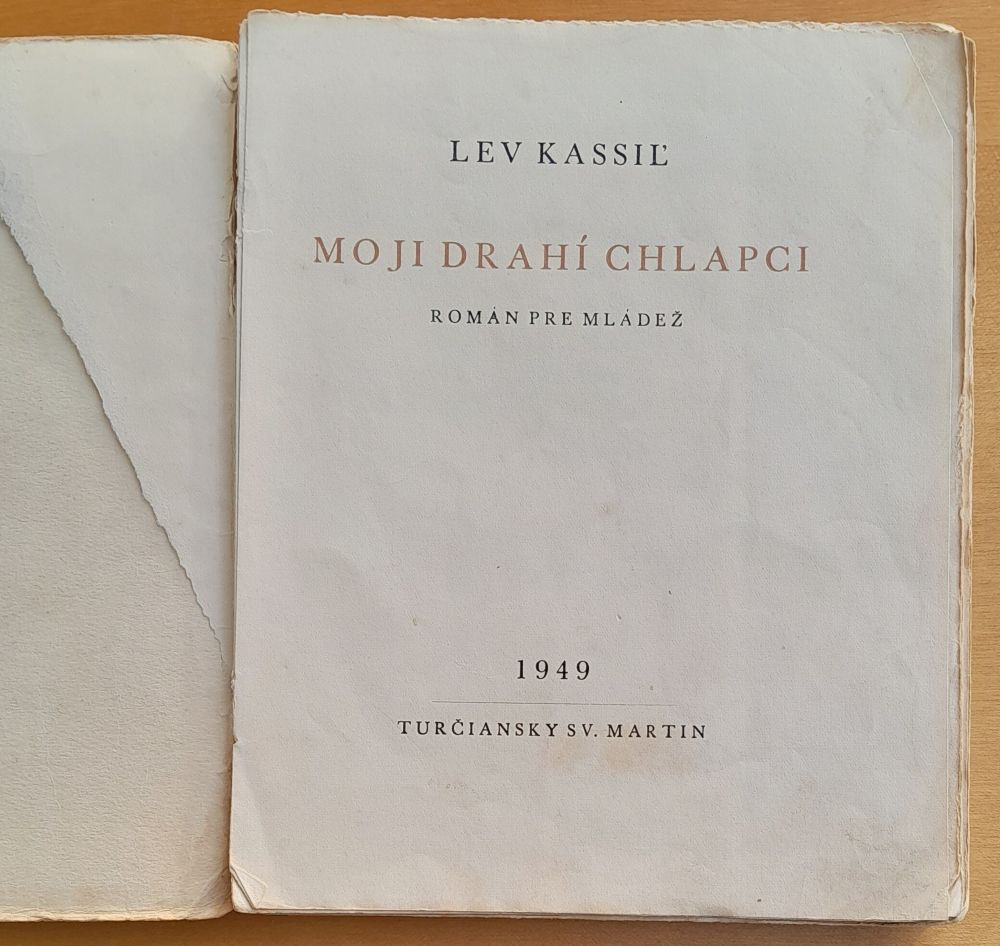 LEV KASSIĽ
MOJI DRAHÍ CHLAPCI
ROMÁN PRE MLÁDEŽ
1949
TURČIANSKY SV. MARTIN